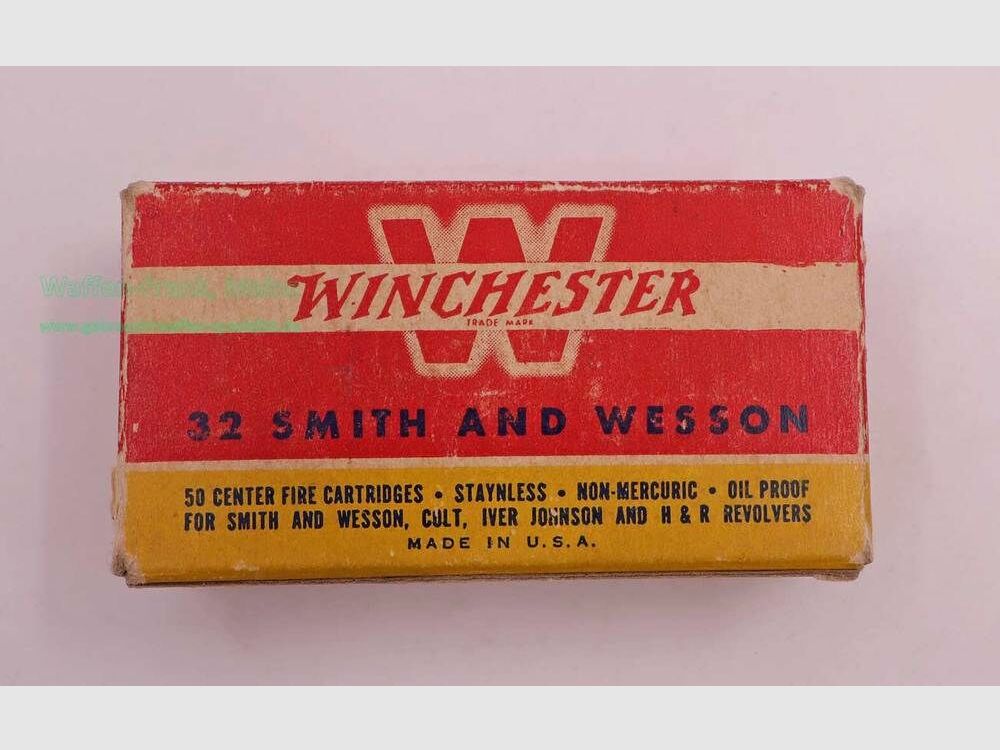 W
WINCHESTER
TRADE MARK
32 SMITH AND WESSON
50 CENTER FIRE CARTRIDGES • STAYNLESS • NON-MERCURIC • OIL PROOF
FOR SMITH AND WESSON, COLT, IVER JOHNSON AND H & R REVOLVERS
MADE IN U.S.A.